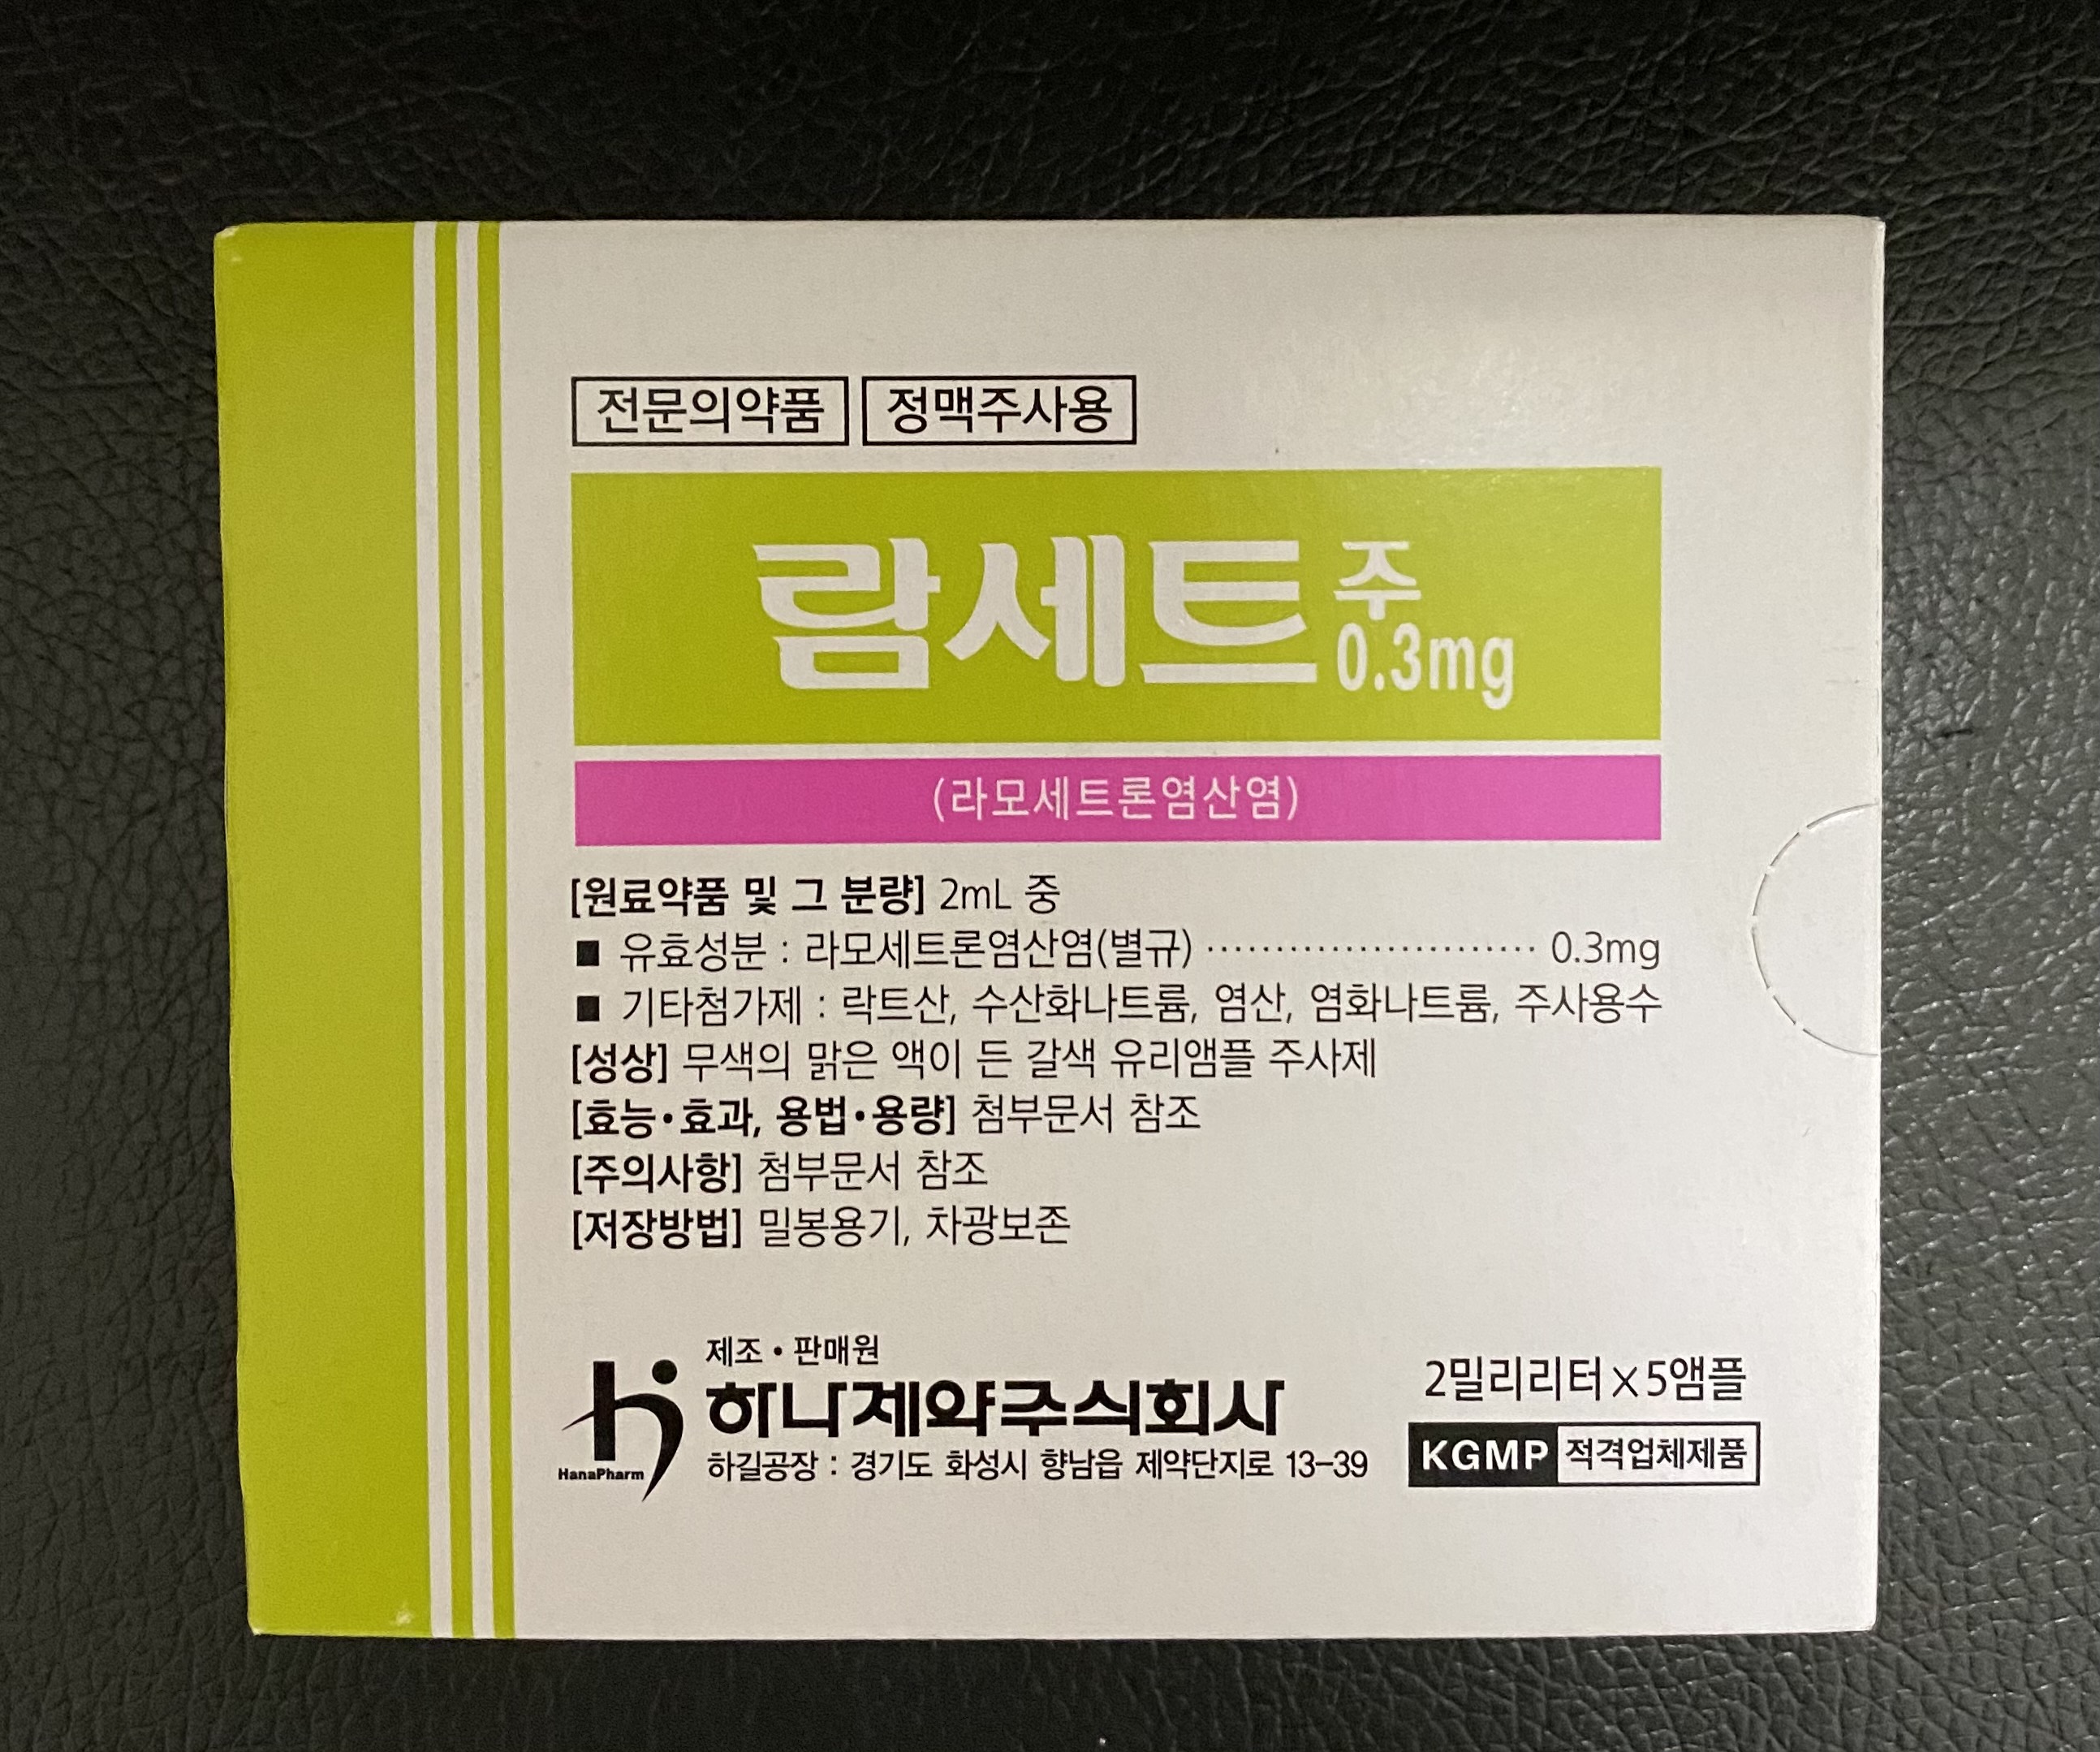 전문의약품 정맥주사용
람세트주 0.3mg
(라모세트론염산염)
[원료약품 및 그 분량] 2mL 중
■ 유효성분 : 라모세트론염산염(별규) ························ 0.3mg
■ 기타첨가제 : 락트산, 수산화나트륨, 염산, 염화나트륨, 주사용수
[성상] 무색의 맑은 액이 든 갈색 유리앰플 주사제
[효능•효과, 용법•용량] 첨부문서 참조
[주의사항] 첨부문서 참조
[저장방법] 밀봉용기, 차광보존
제조 • 판매원
하나제약주식회사
HanaPharm
하길공장 : 경기도 화성시 향남읍 제약단지로 13-39
2밀리리터×5앰플
KGMP 적격업체제품